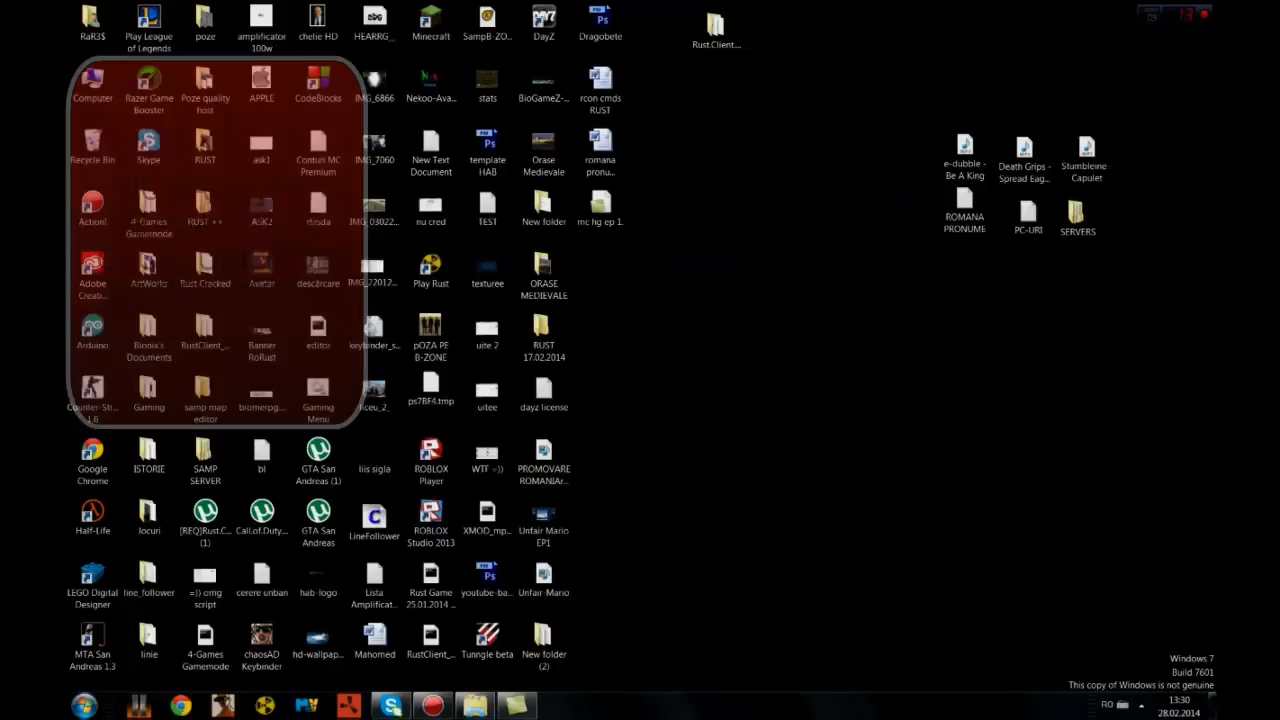 RaR3$
Play League
of Legends
poze
amplificator
100w
chelie HD
HEARRG_
Minecraft
SampB-ZO...
DayZ
Dragobete
Rust.Client....
Computer
Razer Game
Booster
Poze quality
host
APPLE
CodeBlocks
IMG_6866
Nekoo-Ava...
stats
BioGameZ-...
rcon cmds
RUST
Recycle Bin
Skype
RUST
ask1
Conturi MC
Premium
IMG_7060
New Text
Document
template
HAB
Orase
Medievale
romana
pronu...
e-dubble -
Be A King
Death Grips -
Spread Eag...
Stumbleine -
Capulet
Action!
4-Games
Gamemode
RUST ++
ASK2
dasda
IMG_03022...
nu cred
TEST
New folder
mc hg ep 1.
ROMANA
PRONUME
PC-URI
SERVERS
Adobe
Creati...
ArtWorks
Rust Cracked
Avatar
descarcare
IMG_22012...
Play Rust
texturee
ORASE
MEDIEVALE
Arduino
Bionix's
Documents
RustClient_...
Banner
RoRust
editor
keybinder_s...
pOZA PE
B-ZONE
uite 2
RUST
17.02.2014
Counter-Stri...
1.6
Gaming
samp map
editor
biomerpg...
Gaming
Menu
liceu_2_
ps7BF4.tmp
uitee
dayz license
Google
Chrome
ISTORIE
SAMP
SERVER
bl
GTA San
Andreas (1)
liis sigla
ROBLOX
Player
WTF =))
PROMOVARE
ROMANIAr...
Half-Life
Jocuri
[REQ]Rust.C...
(1)
Call.of.Duty...
GTA San
Andreas
LineFollower
ROBLOX
Studio 2013
XMOD_mp...
Unfair Mario
EP1
LEGO Digital
Designer
line_follower
=)) omg
script
cerere unban
hab-logo
Lista
Amplificat...
Rust Game
25.01.2014 ...
youtube-ba...
Unfair-Mario
MTA San
Andreas 1.3
linie
4-Games
Gamemode
chaosAD
Keybinder
hd-wallpap...
Mahomed
RustClient_...
Tunngle beta
New folder
(2)
Windows 7
Build 7601
This copy of Windows is not genuine
RO
13:30
28.02.2014